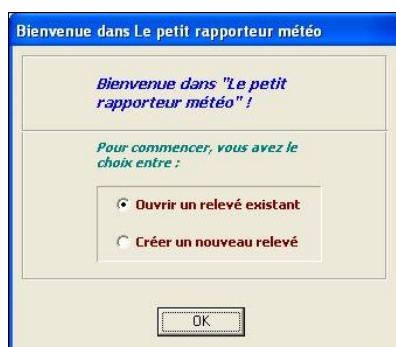 Bienvenue dans Le petit rapporteur météo
Bienvenue dans "Le petit
rapporteur météo" !
Pour commencer, vous avez le
choix entre :
Ouvrir un relevé existant
Créer un nouveau relevé
OK